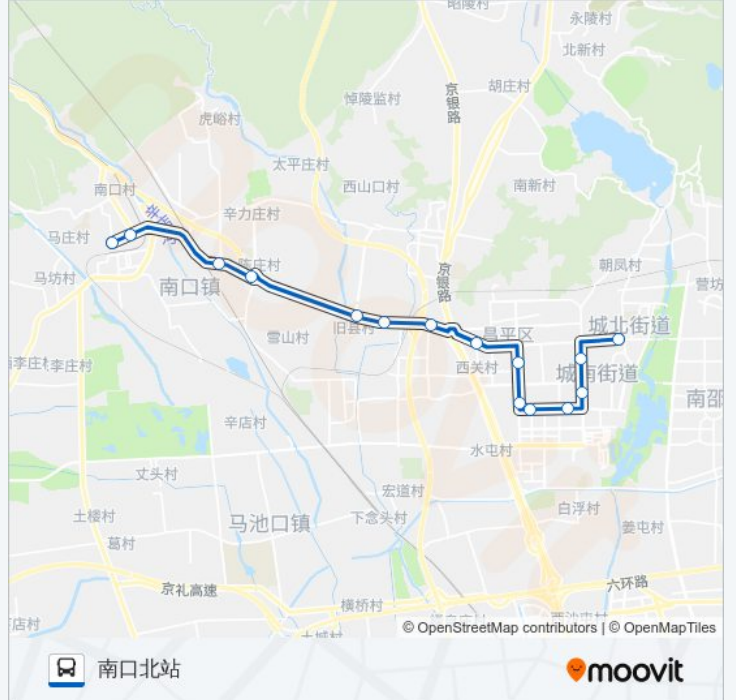 昭陵村
永陵村
北新村
京银路
胡庄村
悼陵监村
虎峪村
太平庄村
西山口村
南新村
南口村
辛力庄村
马庄村
陈庄村
京银路
朝凤村
马坊村
南口镇
营坊
旧县村
雪山村
昌平区
城北街道
李庄村
西关村
城南街道
南邵
辛店村
水屯村
丈头村
宏道村
土楼村
马池口镇
下念头村
白浮村
姜屯村
葛村
京礼高速
六环路
横桥村
店村
土城村
© OpenStreetMap contributors | © OpenMapTiles
南口北站
moovit